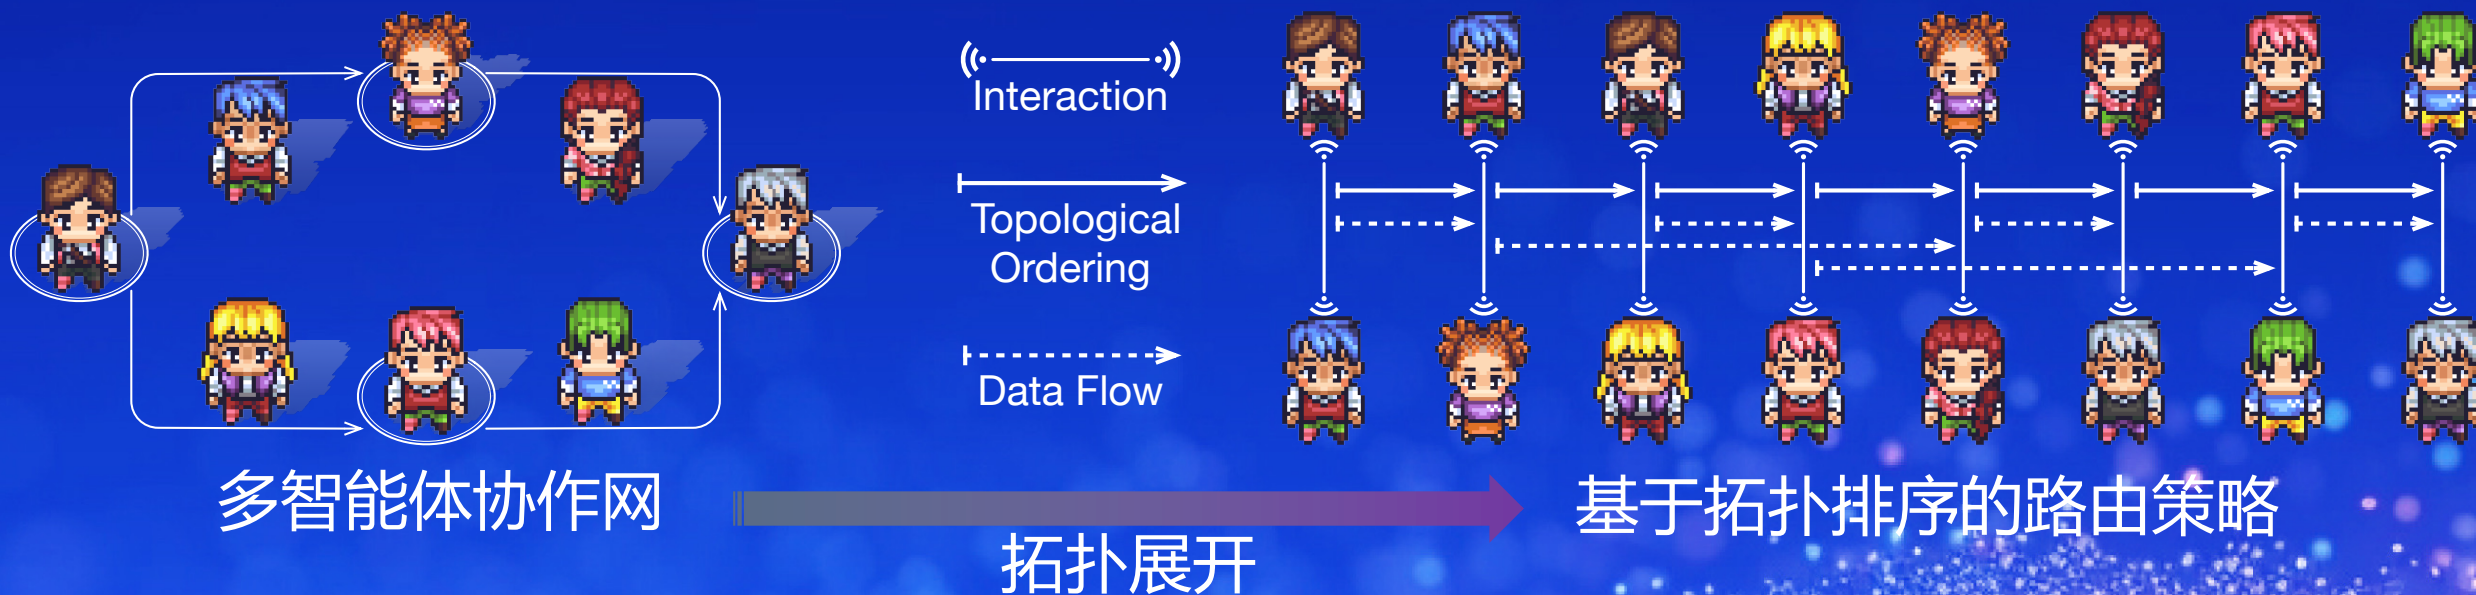 Interaction
Topological
Ordering
Data Flow
多智能体协作网
拓扑展开
基于拓扑排序的路由策略